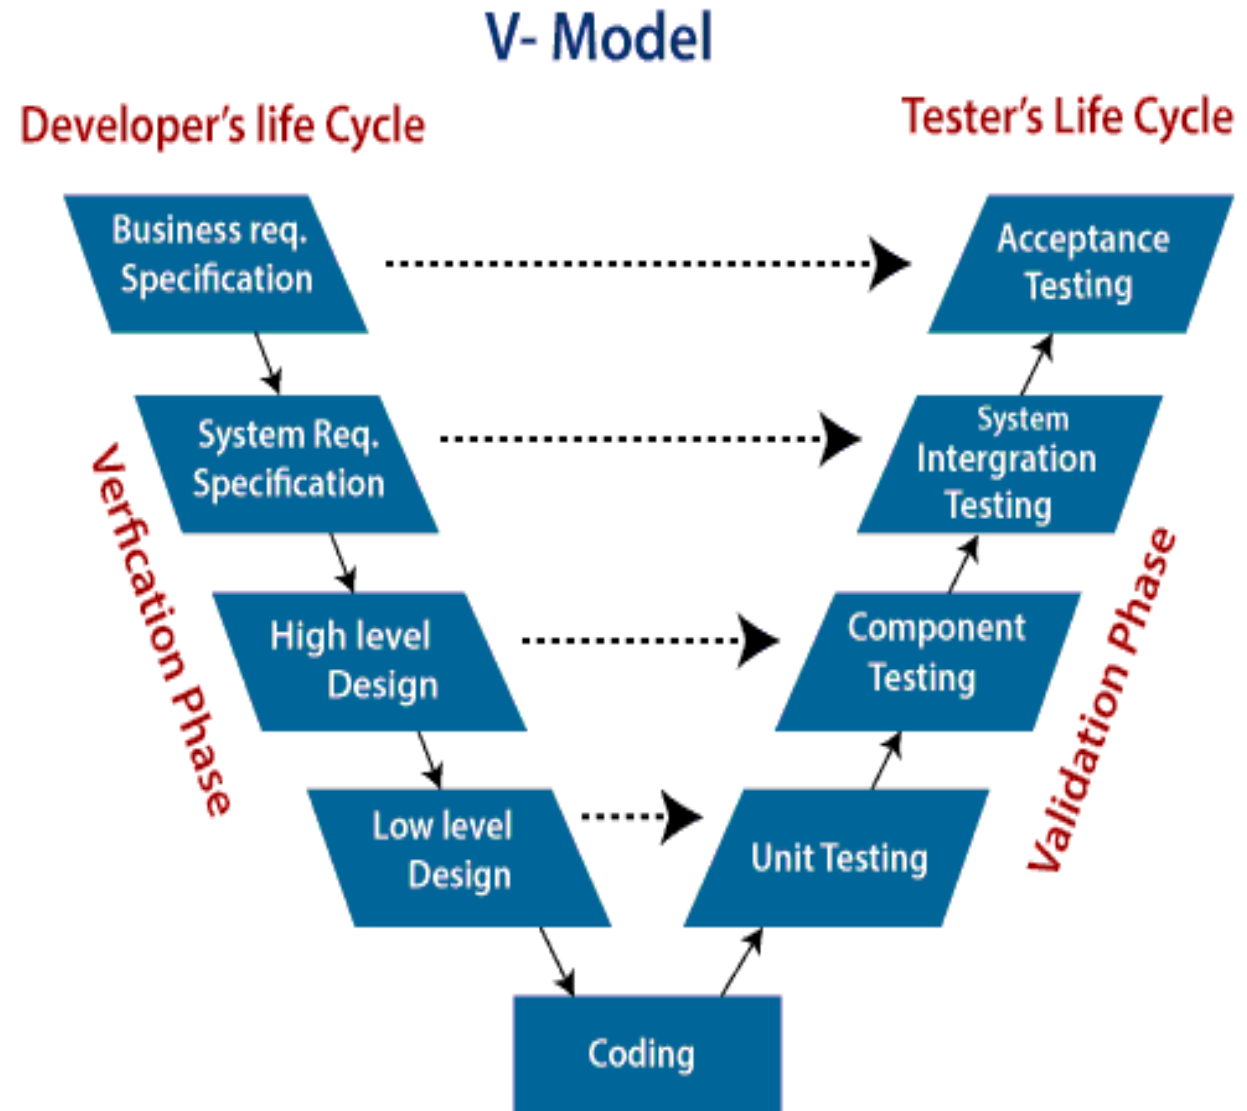 V- Model
Developer's life Cycle
Tester's Life Cycle
Business req.
Specification
Acceptance
Testing
System Req.
Specification
System
Intergration
Testing
Verfication Phase
High level
Design
Component
Testing
Validation Phase
Low level
Design
Unit Testing
Coding